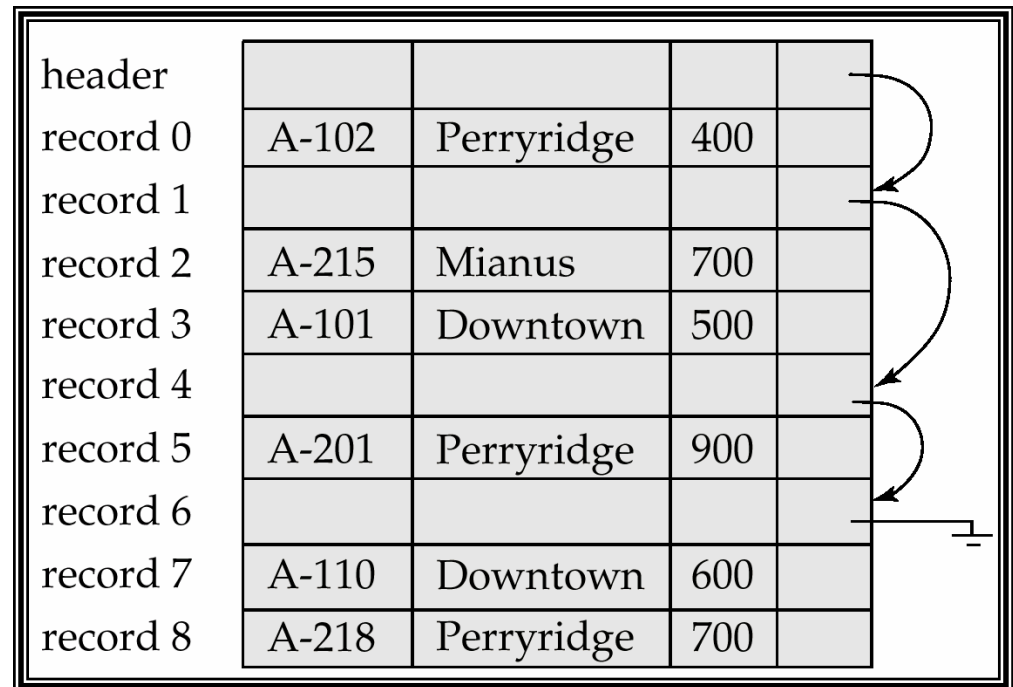 header
record 0 A-102 Perryridge 400
record 1
record 2 A-215 Mianus 700
record 3 A-101 Downtown 500
record 4
record 5 A-201 Perryridge 900
record 6
record 7 A-110 Downtown 600
record 8 A-218 Perryridge 700